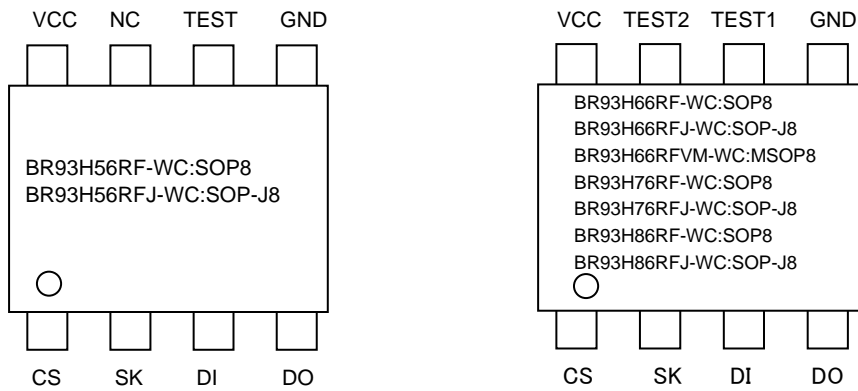 VCC NC TEST GND
BR93H56RF-WC:SOP8
BR93H56RFJ-WC:SOP-J8
CS SK DI DO
VCC TEST2 TEST1 GND
BR93H66RF-WC:SOP8
BR93H66RFJ-WC:SOP-J8
BR93H66RFVM-WC:MSOP8
BR93H76RF-WC:SOP8
BR93H76RFJ-WC:SOP-J8
BR93H86RF-WC:SOP8
BR93H86RFJ-WC:SOP-J8
CS SK DI DO